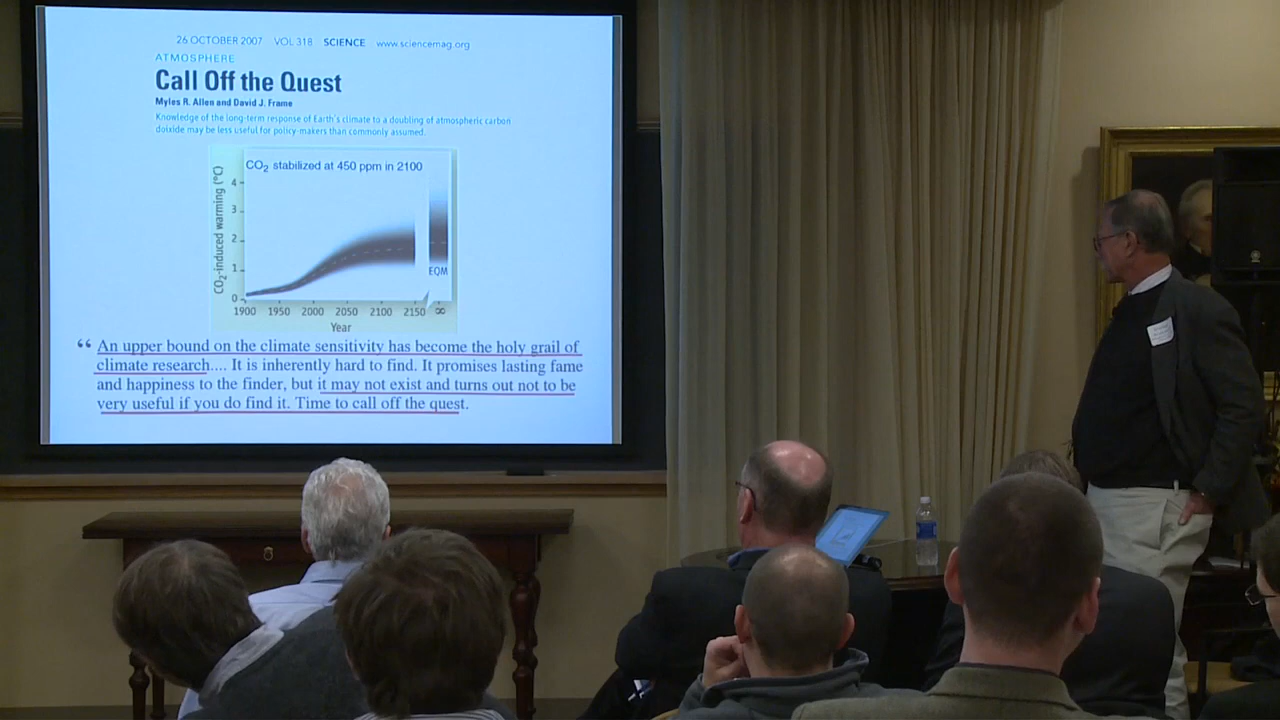 26 OCTOBER 2007 VOL 318 SCIENCE www.sciencemag.org
ATMOSPHERE
Call Off the Quest
Myles R. Allen and David J. Frame
Knowledge of the long-term response of Earth's climate to a doubling of atmospheric carbon
doixide may be less useful for policy-makers than commonly assumed.
CO2 stabilized at 450 ppm in 2100
CO2-induced warming (°C)
4
3
2
1
0
EQM
1900 1950 2000 2050 2100 2150 ∞
Year
“ An upper bound on the climate sensitivity has become the holy grail of
climate research.... It is inherently hard to find. It promises lasting fame
and happiness to the finder, but it may not exist and turns out not to be
very useful if you do find it. Time to call off the quest.